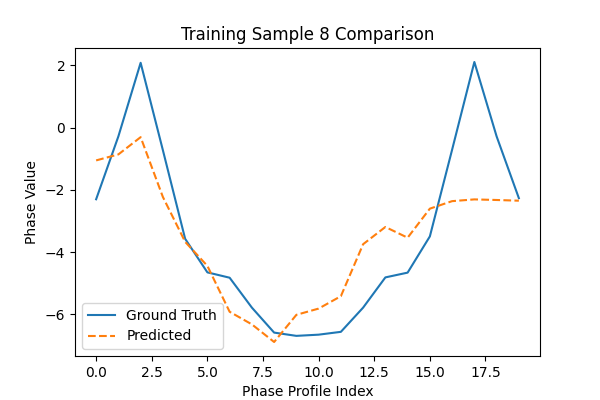 Training Sample 8 Comparison
2
0
−2
−4
−6
Phase Value
Ground Truth
Predicted
0.0 2.5 5.0 7.5 10.0 12.5 15.0 17.5
Phase Profile Index